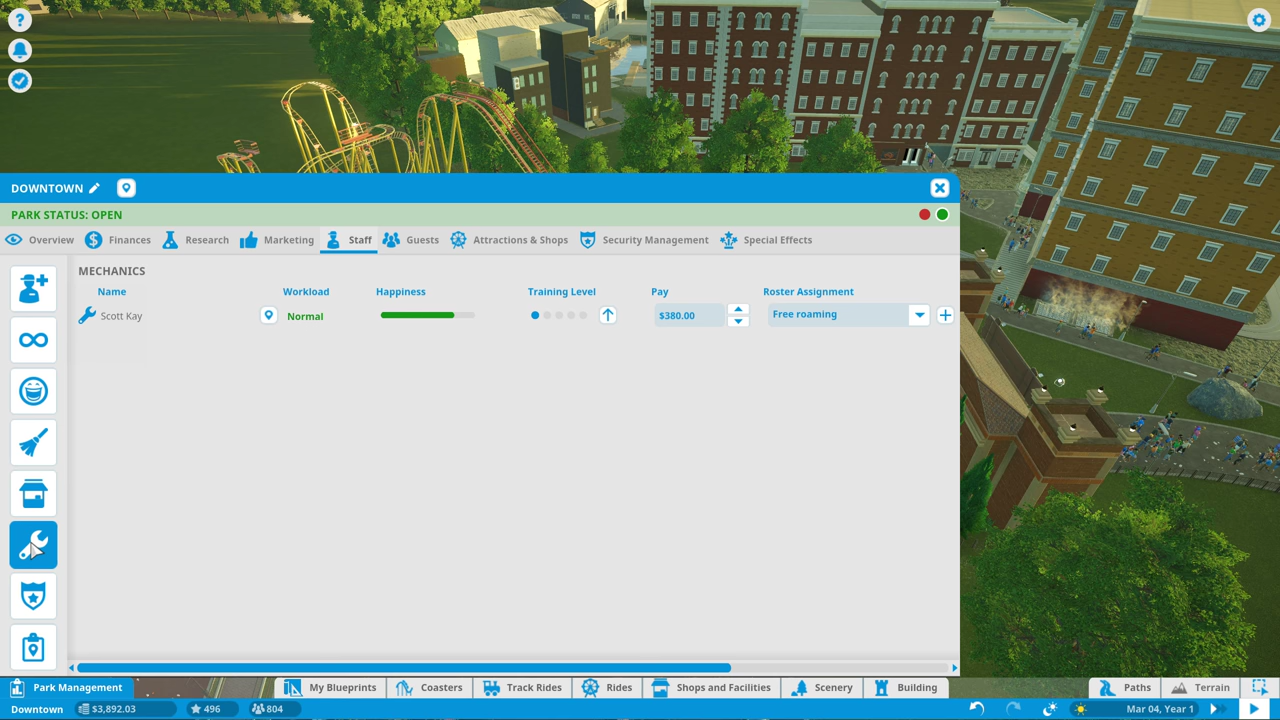 DOWNTOWN
PARK STATUS: OPEN
Overview Finances Research Marketing Staff Guests Attractions & Shops Security Management Special Effects
MECHANICS
Name Workload Happiness Training Level Pay Roster Assignment
Scott Kay Normal $380.00 Free roaming
Park Management My Blueprints Coasters Track Rides Rides Shops and Facilities Scenery Building Paths Terrain
Downtown $3,892.03 496 804 Mar 04, Year 1